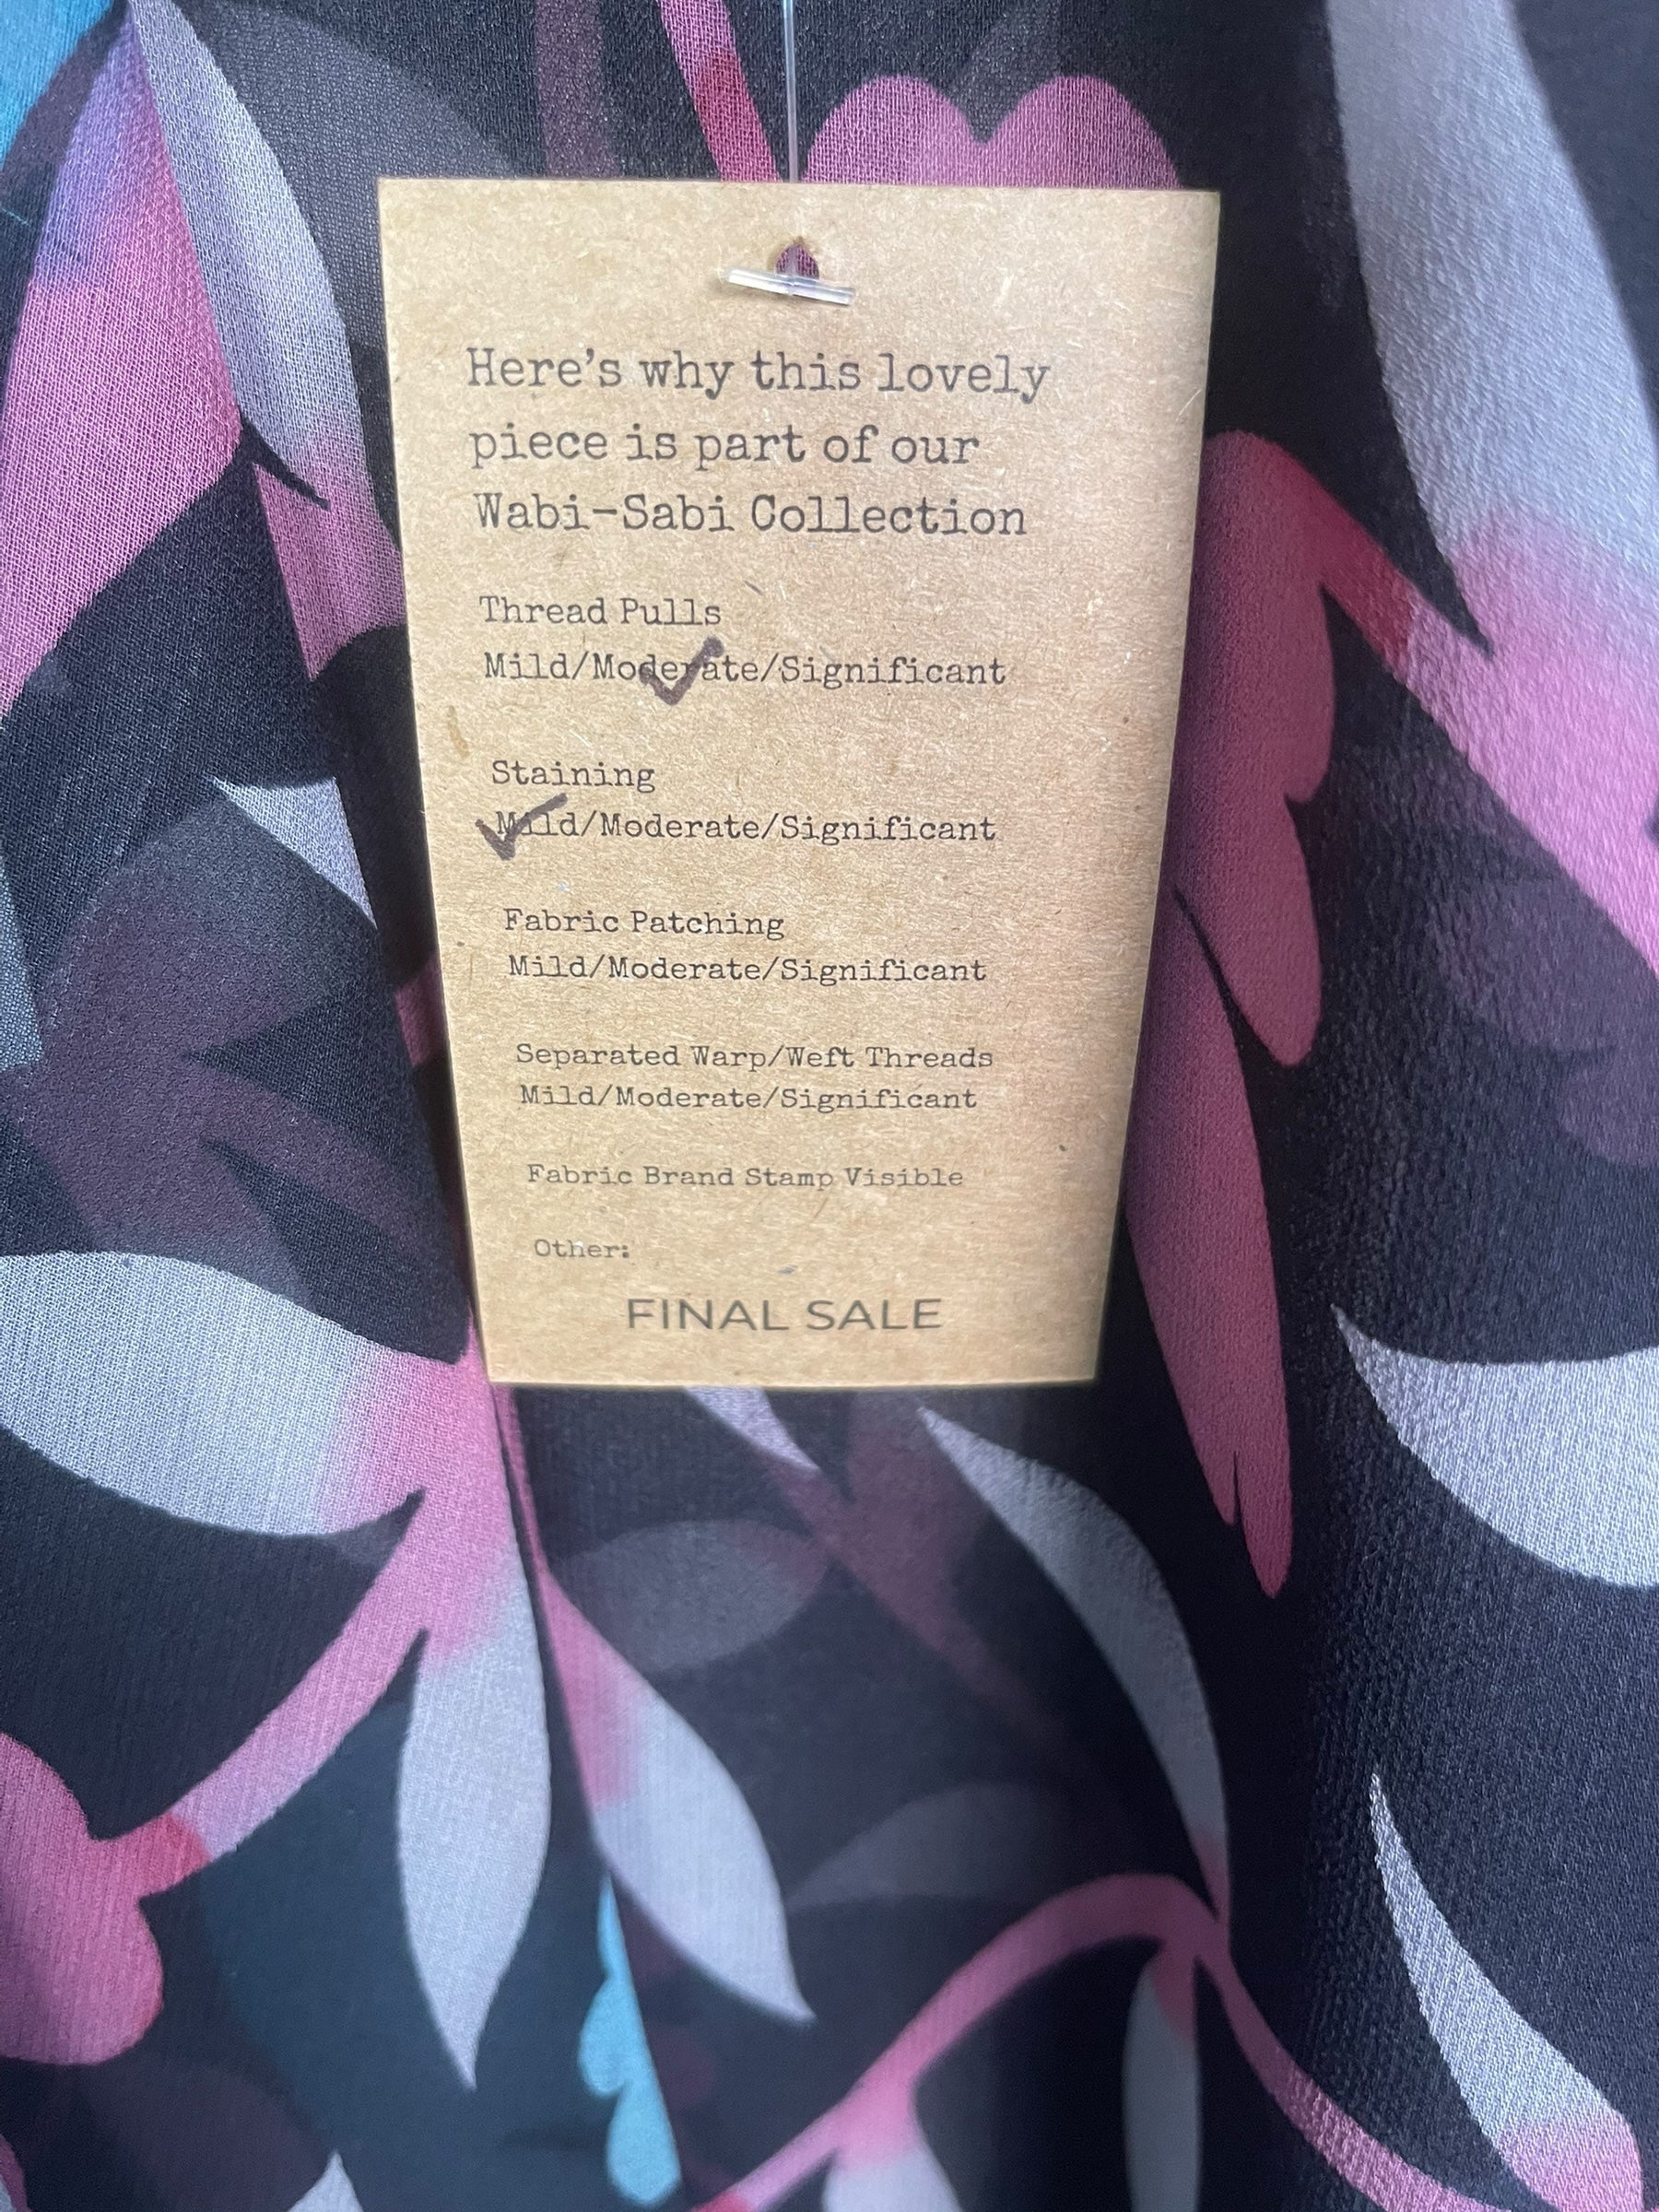 Here's why this lovely
piece is part of our
Wabi-Sabi Collection
Thread Pulls
Mild/Moderate/Significant
Staining
Mild/Moderate/Significant
Fabric Patching
Mild/Moderate/Significant
Separated Warp/Weft Threads
Mild/Moderate/Significant
Fabric Brand Stamp Visible
Other:
FINAL SALE